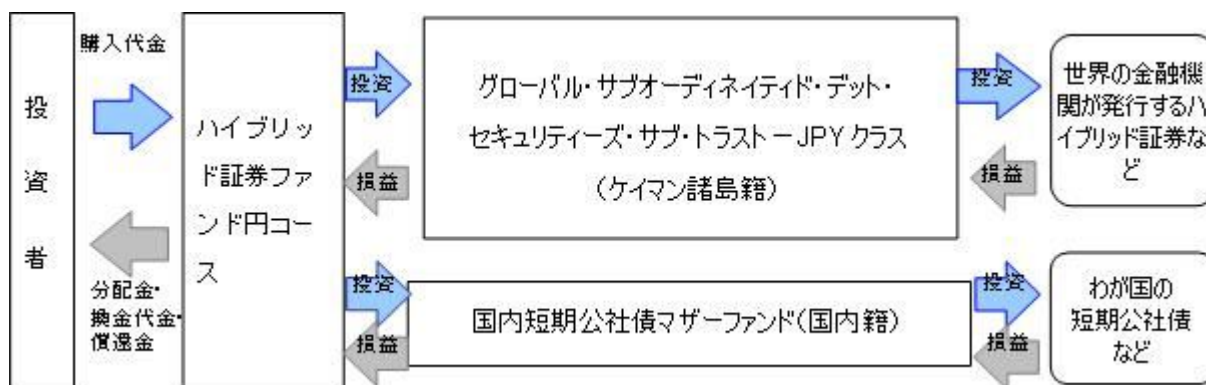 投資者
購入代金
分配金・
換金代金・
償還金
ハイブリッ
ド証券ファ
ンド円コー
ス
投資
損益
グローバル・サブオーディネイティド・デット・
セキュリティーズ・サブ・トラスト－JPYクラス
（ケイマン諸島籍）
投資
損益
世界の金融機
関が発行するハ
イブリッド証券な
ど
投資
損益
国内短期公社債マザーファンド（国内籍）
投資
損益
わが国の
短期公社債
など